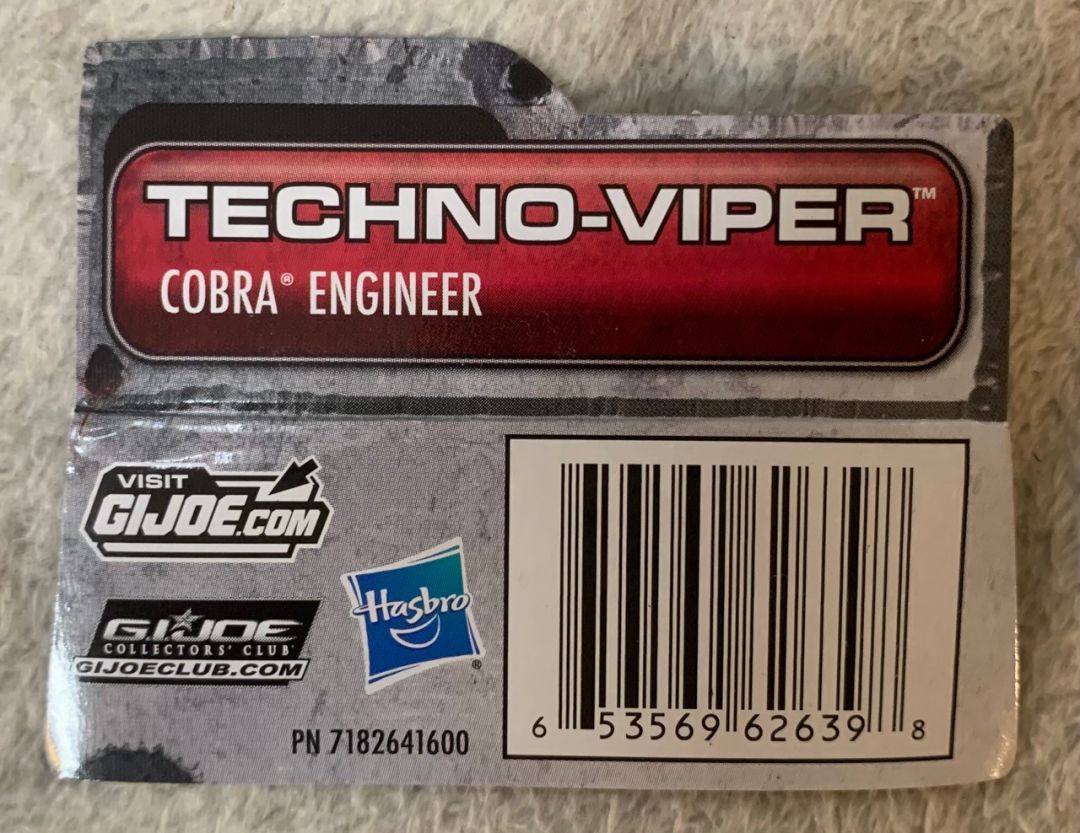 TECHNO-VIPER™
COBRA® ENGINEER
VISIT
GIJOE.COM
G.I. JOE
COLLECTORS' CLUB
GIJOECLUB.COM
Hasbro®
PN 7182641600
6 53569 62639 8